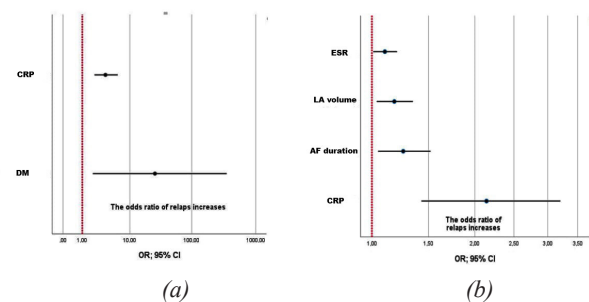 CRP
DM
The odds ratio of relaps increases
,00 1,00 10,00 100,00 1000,00
OR; 95% CI
(a)
ESR
LA volume
AF duration
CRP
The odds ratio of
relaps increases
1,00 1,50 2,00 2,50 3,00 3,50
OR; 95% CI
(b)